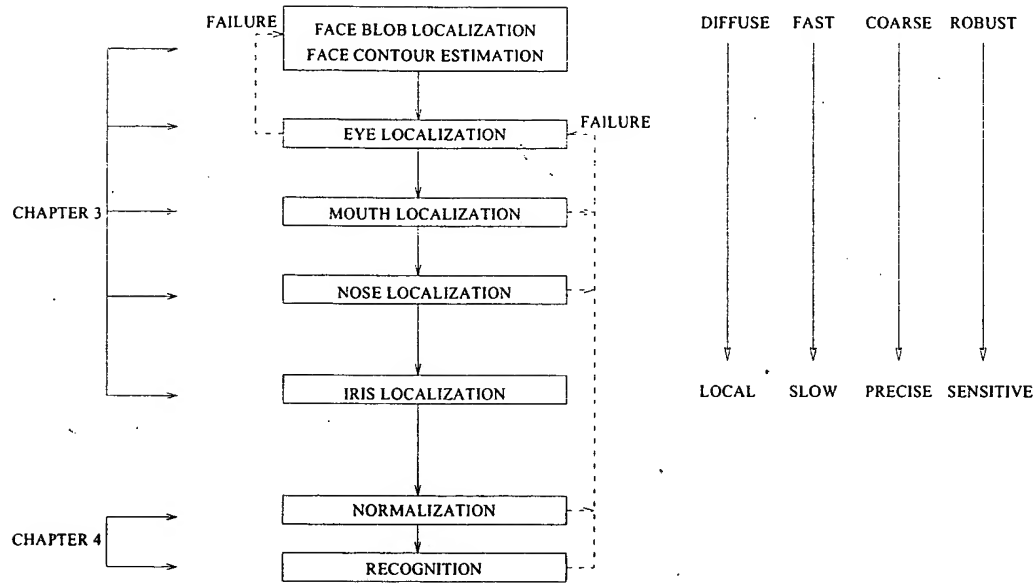 FAILURE
FACE BLOB LOCALIZATION
FACE CONTOUR ESTIMATION
EYE LOCALIZATION
FAILURE
CHAPTER 3
MOUTH LOCALIZATION
NOSE LOCALIZATION
IRIS LOCALIZATION
NORMALIZATION
CHAPTER 4
RECOGNITION
DIFFUSE FAST COARSE ROBUST
LOCAL SLOW PRECISE SENSITIVE